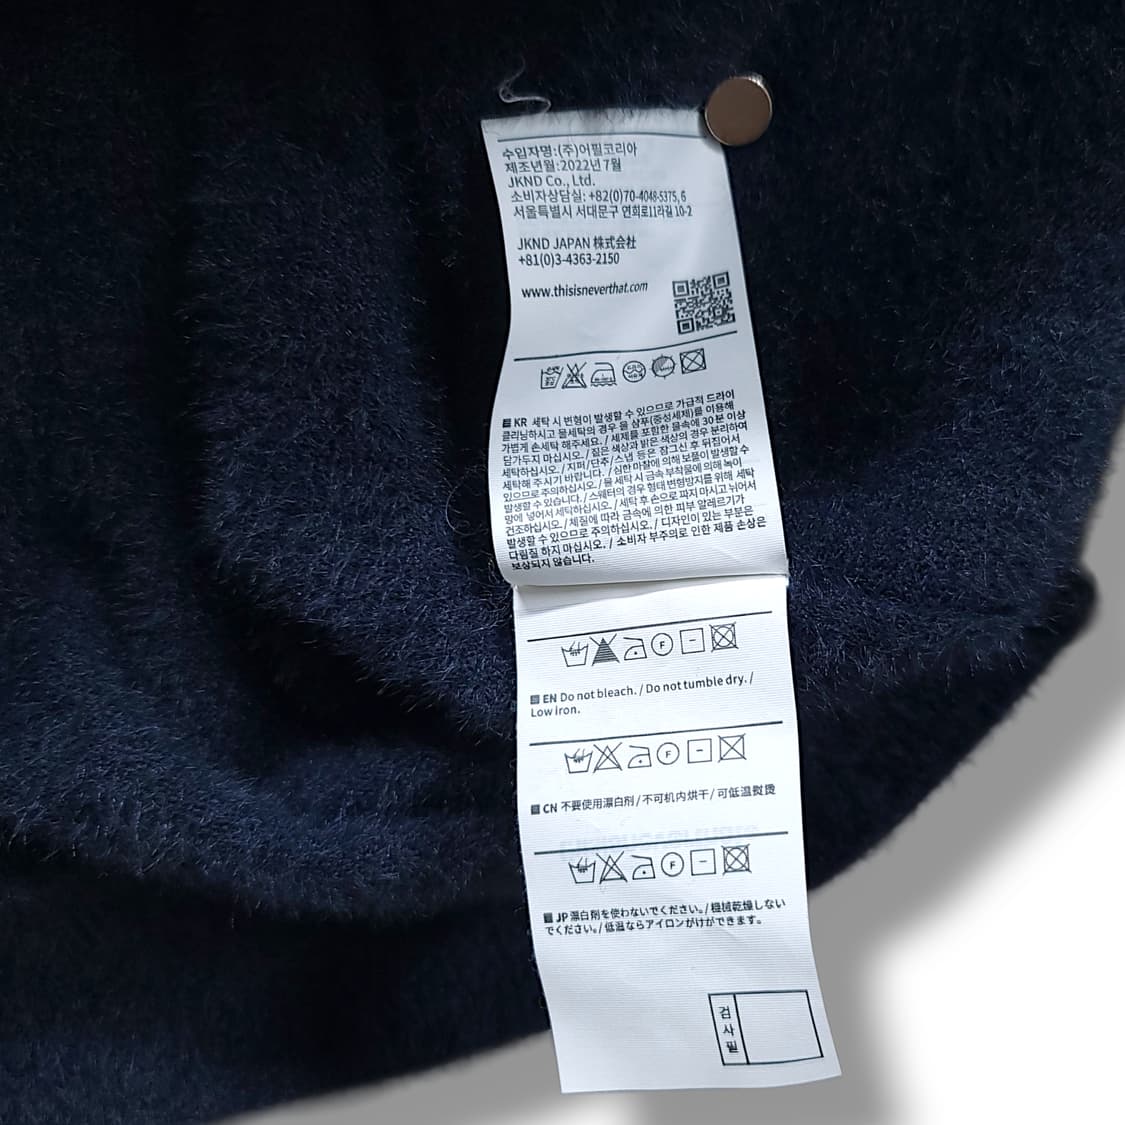 수입자명:(주)어필코리아
제조년월:2022년 7월
JKND Co., Ltd.
소비자상담실: +82(0)70-4048-5375, 6
서울특별시 서대문구 연희로11라길 10-2
JKND JAPAN 株式会社
+81(0)3-4363-2150
www.thisisneverthat.com
KR 세탁 시 변형이 발생할 수 있으므로 가급적 드라이
클리닝하시고 물세탁의 경우 울 샴푸(중성세제)를 이용해
가볍게 손세탁 해주세요. / 세제를 포함한 물속에 30분 이상
담가두지 마십시오. / 짙은 색상과 밝은 색상의 경우 분리하여
세탁하십시오. / 지퍼/단추/스냅 등은 잠그신 후 뒤집어서
세탁해 주시기 바랍니다. / 심한 마찰에 의해 보풀이 발생할 수
있으므로 주의하십시오. / 물 세탁 시 금속 부착물에 의해 녹이
발생할 수 있습니다. / 스웨터의 경우 형태 변형방지를 위해 세탁
망에 넣어서 세탁하십시오. / 세탁 후 손으로 짜지 마시고 뉘어서
건조하십시오. / 체질에 따라 금속에 의한 피부 알레르기가
발생할 수 있으므로 주의하십시오. / 디자인이 있는 부분은
다림질 하지 마십시오. / 소비자 부주의로 인한 제품 손상은
보상되지 않습니다.
F
EN Do not bleach. / Do not tumble dry. /
Low iron.
F
CN 不要使用漂白剂 / 不可机内烘干 / 可低温熨烫
F
JP 漂白剤を使わないでください。/ 機械乾燥しない
でください。/ 低温ならアイロンがけができます。
검사필